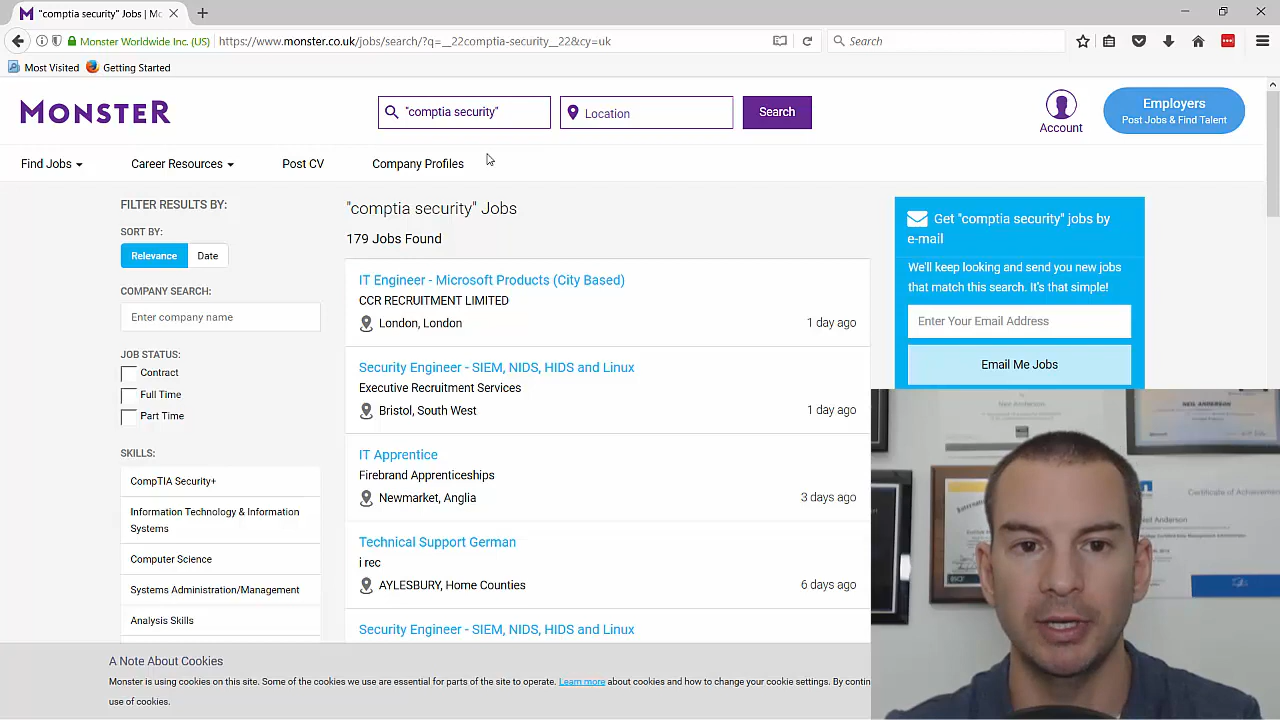 "comptia security" Jobs | Mc
Monster Worldwide Inc. (US)
https://www.monster.co.uk/jobs/search/?q=__22comptia-security__22&cy=uk
Search
Most Visited
Getting Started
MONSTER
"comptia security"
Location
Search
Account
Employers
Post Jobs & Find Talent
Find Jobs
Career Resources
Post CV
Company Profiles
FILTER RESULTS BY:
SORT BY:
Relevance
Date
COMPANY SEARCH:
Enter company name
JOB STATUS:
Contract
Full Time
Part Time
SKILLS:
CompTIA Security+
Information Technology & Information
Systems
Computer Science
Systems Administration/Management
Analysis Skills
"comptia security" Jobs
179 Jobs Found
IT Engineer - Microsoft Products (City Based)
CCR RECRUITMENT LIMITED
London, London
1 day ago
Security Engineer - SIEM, NIDS, HIDS and Linux
Executive Recruitment Services
Bristol, South West
1 day ago
IT Apprentice
Firebrand Apprenticeships
Newmarket, Anglia
3 days ago
Technical Support German
i rec
AYLESBURY, Home Counties
6 days ago
Security Engineer - SIEM, NIDS, HIDS and Linux
Get "comptia security" jobs by
e-mail
We'll keep looking and send you new jobs
that match this search. It's that simple!
Enter Your Email Address
Email Me Jobs
A Note About Cookies
Monster is using cookies on this site. Some of the cookies we use are essential for parts of the site to operate. Learn more about cookies and how to change your cookie settings. By contin
use of cookies.
Neil Anderson
NEIL ANDERSON
Certificate of Achievem
Neil Anderson